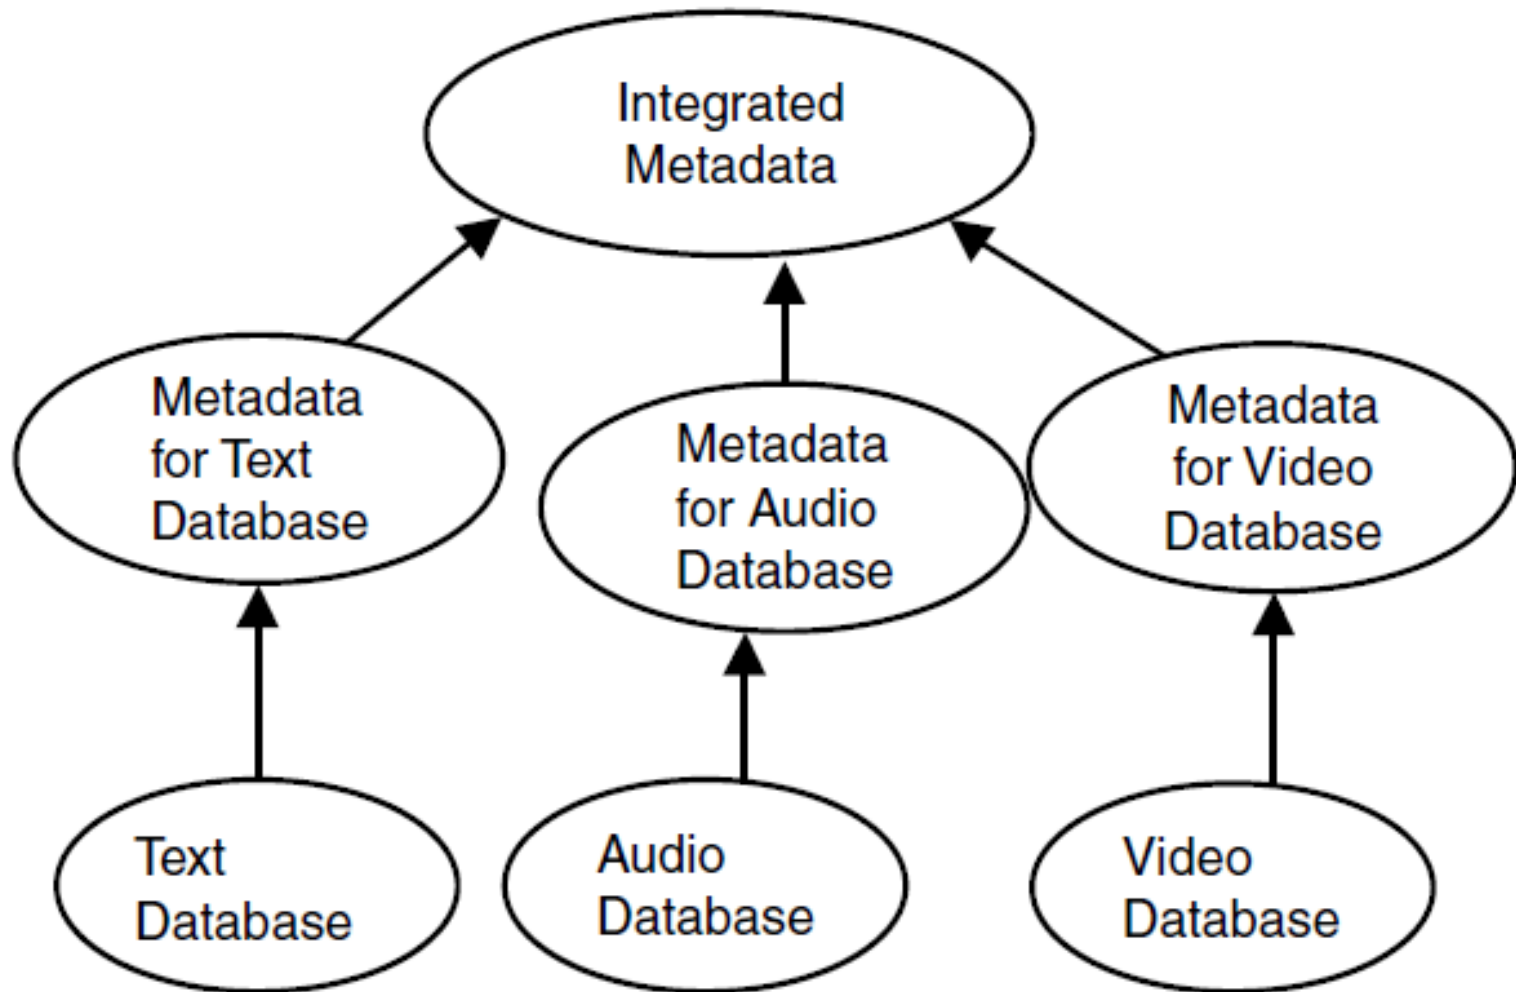 Integrated
Metadata
Metadata
for Text
Database
Metadata
for Audio
Database
Metadata
for Video
Database
Text
Database
Audio
Database
Video
Database